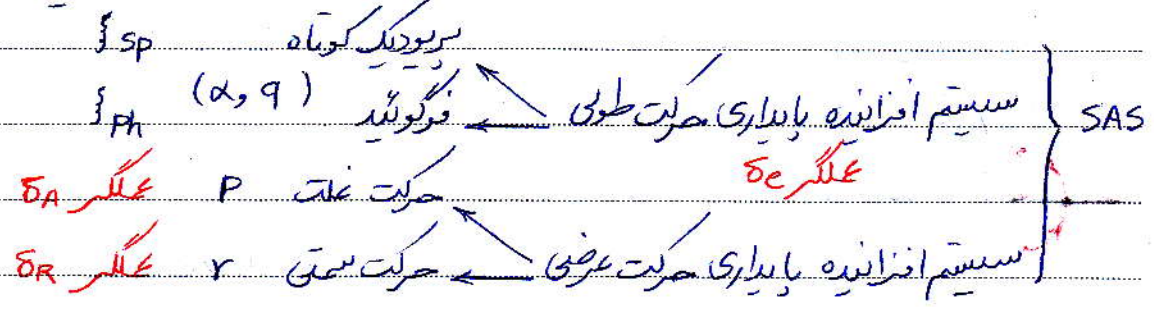 پریودیک کوتاه ξsp
SAS سیستم افزاینده پایداری حرکت طولی فوگوئید (α, q) ξph
عملگر δe
حرکت غلت P عملگر δA
سیستم افزاینده پایداری حرکت عرضی حرکت سمتی r عملگر δR